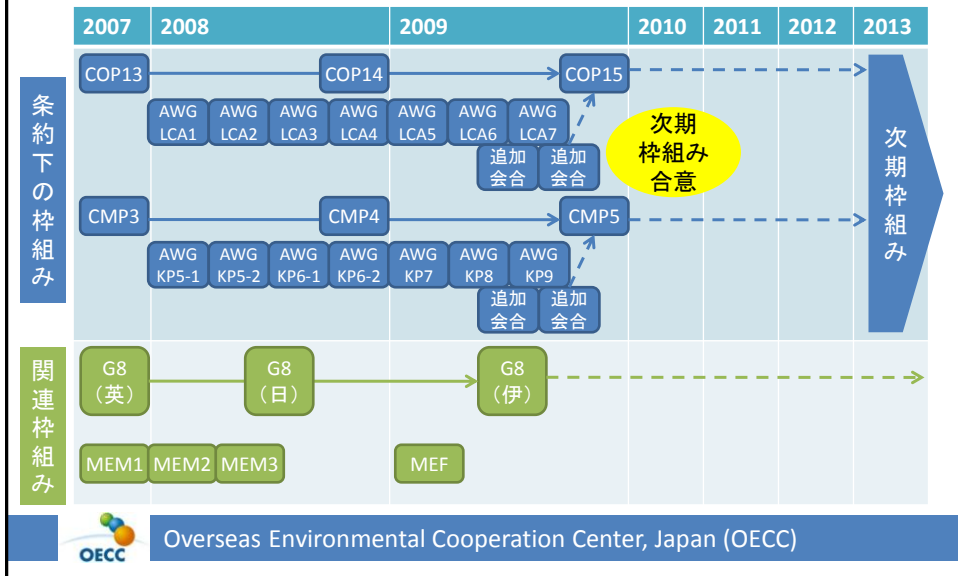 2007 2008 2009 2010 2011 2012 2013
条約下の枠組み
COP13 COP14 COP15
AWG AWG AWG AWG AWG AWG AWG
LCA1 LCA2 LCA3 LCA4 LCA5 LCA6 LCA7
追加 追加
会合 会合
次期
枠組み
合意
次期枠組み
CMP3 CMP4 CMP5
AWG AWG AWG AWG AWG AWG AWG
KP5-1 KP5-2 KP6-1 KP6-2 KP7 KP8 KP9
追加 追加
会合 会合
関連枠組み
G8 G8 G8
（英） （日） （伊）
MEM1 MEM2 MEM3 MEF
OECC
Overseas Environmental Cooperation Center, Japan (OECC)